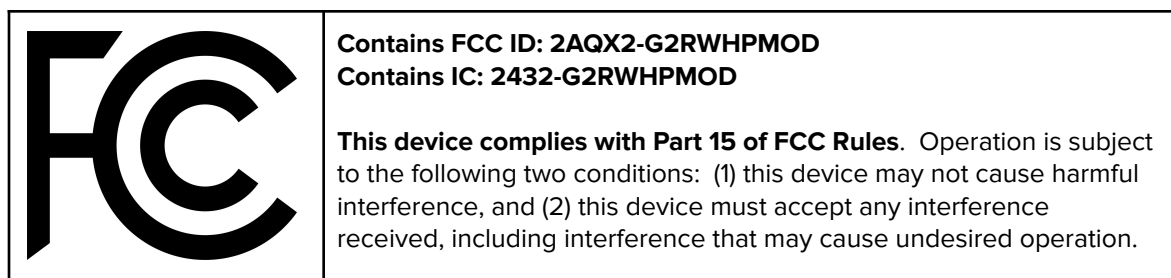 FCC
Contains FCC ID: 2AQX2-G2RWHPMOD
Contains IC: 2432-G2RWHPMOD
This device complies with Part 15 of FCC Rules.  Operation is subject
to the following two conditions:  (1) this device may not cause harmful
interference, and (2) this device must accept any interference
received, including interference that may cause undesired operation.